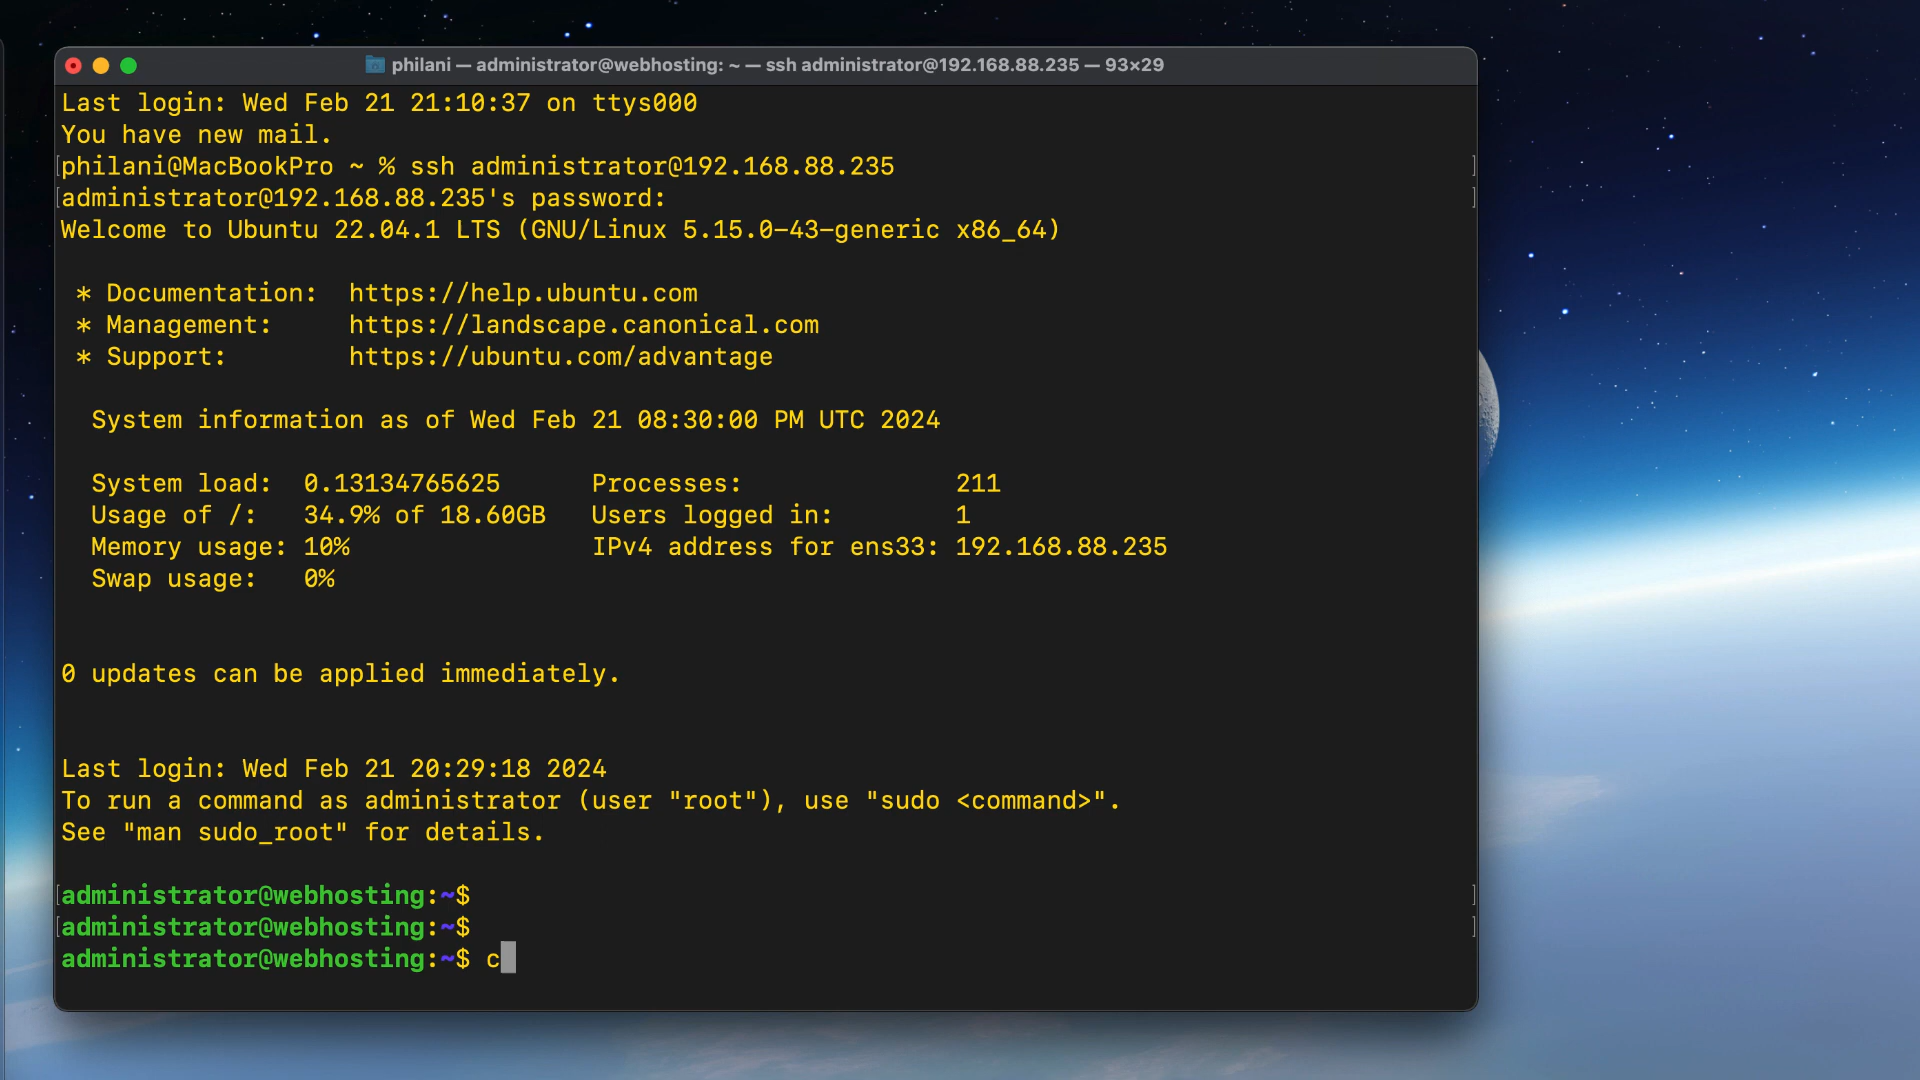 philani — administrator@webhosting: ~ — ssh administrator@192.168.88.235 — 93×29
Last login: Wed Feb 21 21:10:37 on ttys000
You have new mail.
[philani@MacBookPro ~ % ssh administrator@192.168.88.235 ]
[administrator@192.168.88.235's password: ]
Welcome to Ubuntu 22.04.1 LTS (GNU/Linux 5.15.0-43-generic x86_64)
* Documentation: https://help.ubuntu.com
* Management: https://landscape.canonical.com
* Support: https://ubuntu.com/advantage
System information as of Wed Feb 21 08:30:00 PM UTC 2024
System load: 0.13134765625 Processes: 211
Usage of /: 34.9% of 18.60GB Users logged in: 1
Memory usage: 10% IPv4 address for ens33: 192.168.88.235
Swap usage: 0%
0 updates can be applied immediately.
Last login: Wed Feb 21 20:29:18 2024
To run a command as administrator (user "root"), use "sudo <command>".
See "man sudo_root" for details.
[administrator@webhosting:~$ ]
[administrator@webhosting:~$ ]
administrator@webhosting:~$ c